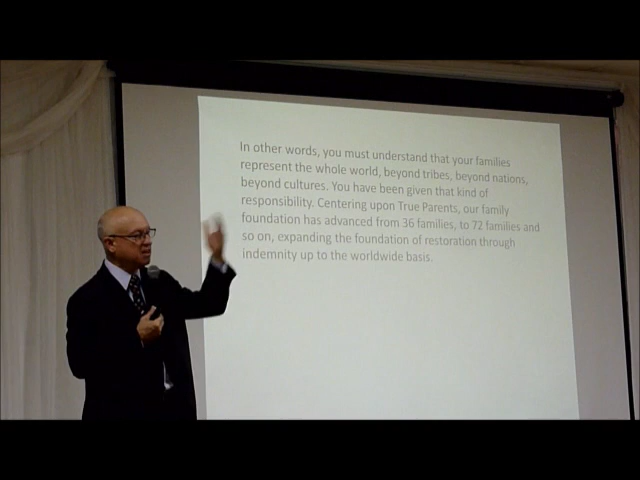 In other words, you must understand that your families
represent the whole world, beyond tribes, beyond nations,
beyond cultures. You have been given that kind of
responsibility. Centering upon True Parents, our family
foundation has advanced from 36 families, to 72 families and
so on, expanding the foundation of restoration through
indemnity up to the worldwide basis.